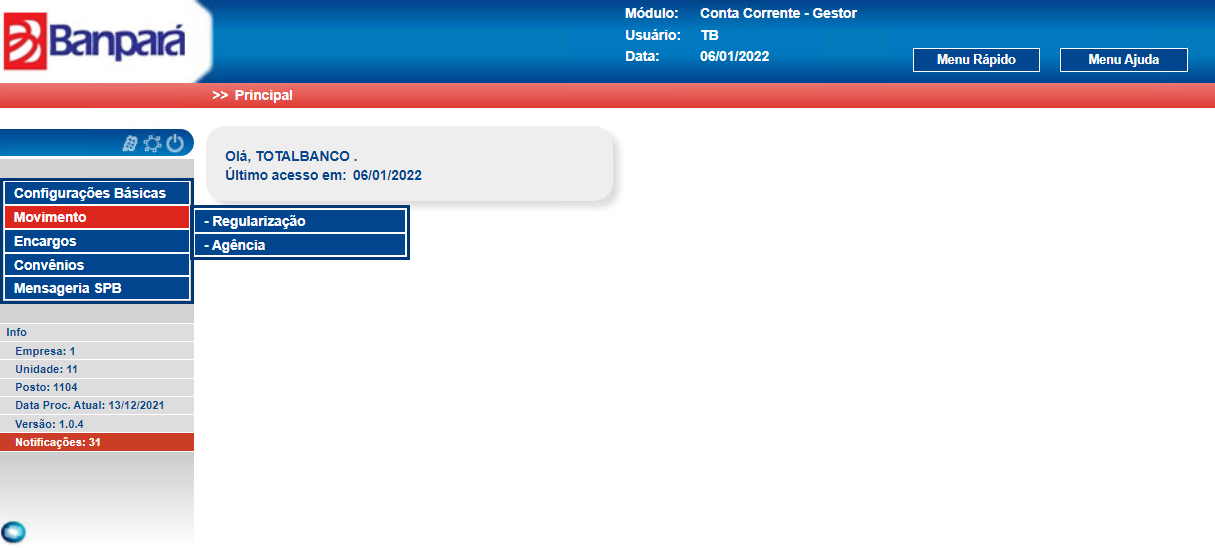 Banpará
Módulo: Conta Corrente - Gestor
Usuário: TB
Data: 06/01/2022
Menu Rápido
Menu Ajuda
>> Principal
Olá, TOTALBANCO .
Último acesso em: 06/01/2022
Configurações Básicas
Movimento
- Regularização
- Agência
Encargos
Convênios
Mensageria SPB
Info
Empresa: 1
Unidade: 11
Posto: 1104
Data Proc. Atual: 13/12/2021
Versão: 1.0.4
Notificações: 31